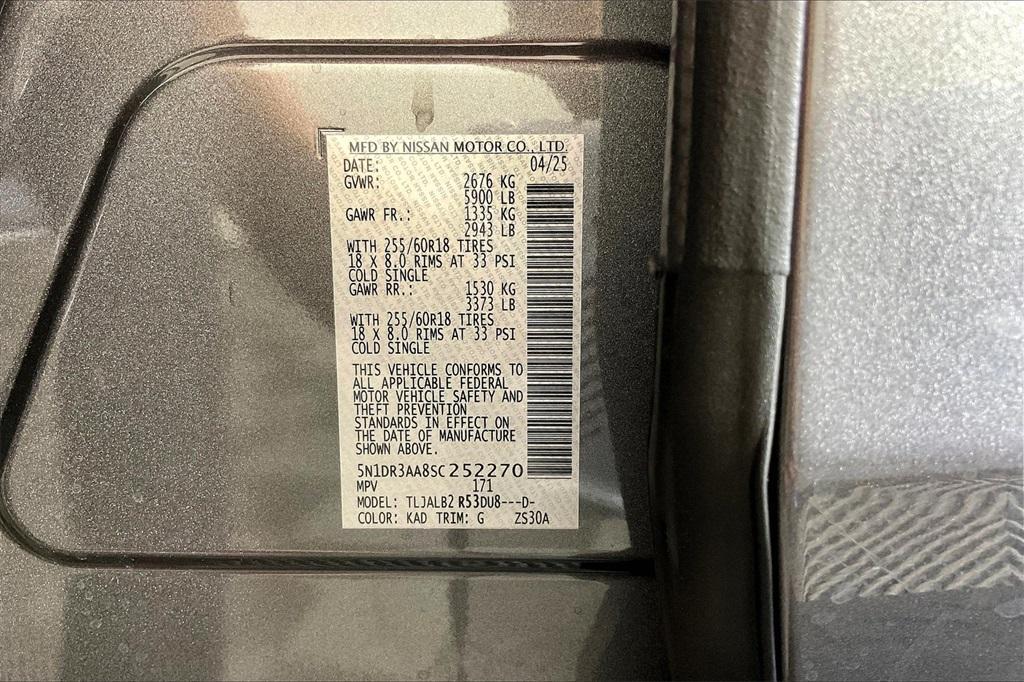 MFD BY NISSAN MOTOR CO., LTD.
DATE: 04/25
GVWR: 2676 KG
5900 LB
GAWR FR.: 1335 KG
2943 LB
WITH 255/60R18 TIRES
18 X 8.0 RIMS AT 33 PSI
COLD SINGLE
GAWR RR.: 1530 KG
3373 LB
WITH 255/60R18 TIRES
18 X 8.0 RIMS AT 33 PSI
COLD SINGLE
THIS VEHICLE CONFORMS TO
ALL APPLICABLE FEDERAL
MOTOR VEHICLE SAFETY AND
THEFT PREVENTION
STANDARDS IN EFFECT ON
THE DATE OF MANUFACTURE
SHOWN ABOVE.
5N1DR3AA8SC252270
MPV 171
MODEL: TLJALB2 R53DU8---D-
COLOR: KAD TRIM: G ZS30A